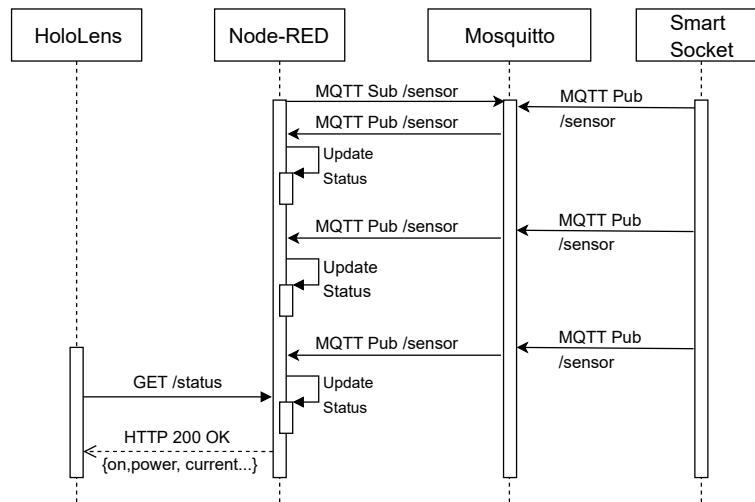 HoloLens
Node-RED
Mosquitto
Smart
Socket
MQTT Sub /sensor
MQTT Pub
/sensor
MQTT Pub /sensor
Update
Status
MQTT Pub
/sensor
MQTT Pub /sensor
Update
Status
MQTT Pub
/sensor
MQTT Pub /sensor
Update
Status
GET /status
HTTP 200 OK
{on,power, current...}